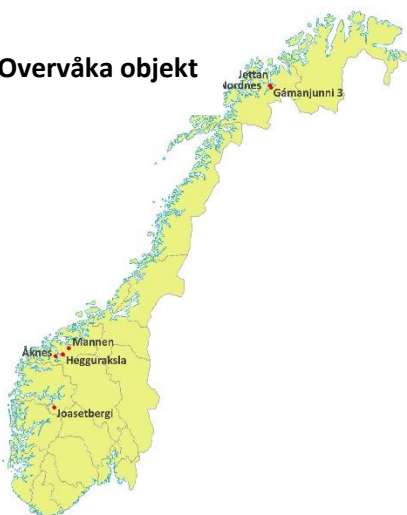 Overvåka objekt
Jettan
Nordnes
Gámanjunni 3
Mannen
Åknes
Hegguraksla
Joasetbergi